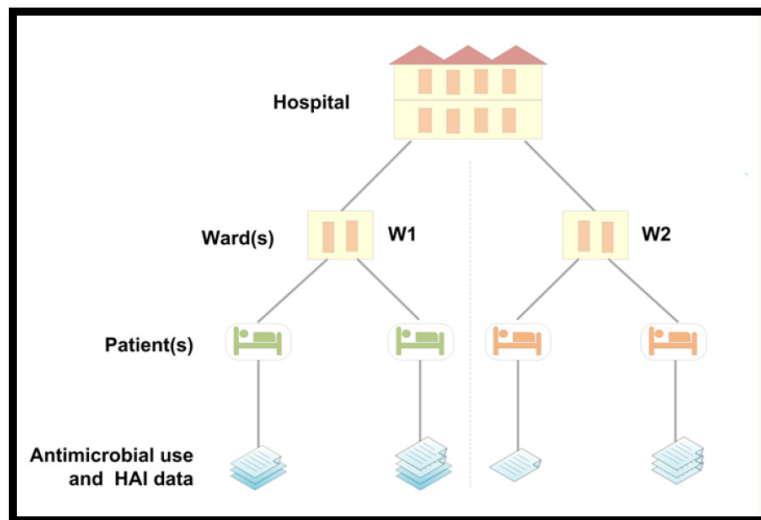 Hospital
Ward(s)
W1
W2
Patient(s)
Antimicrobial use
and HAI data